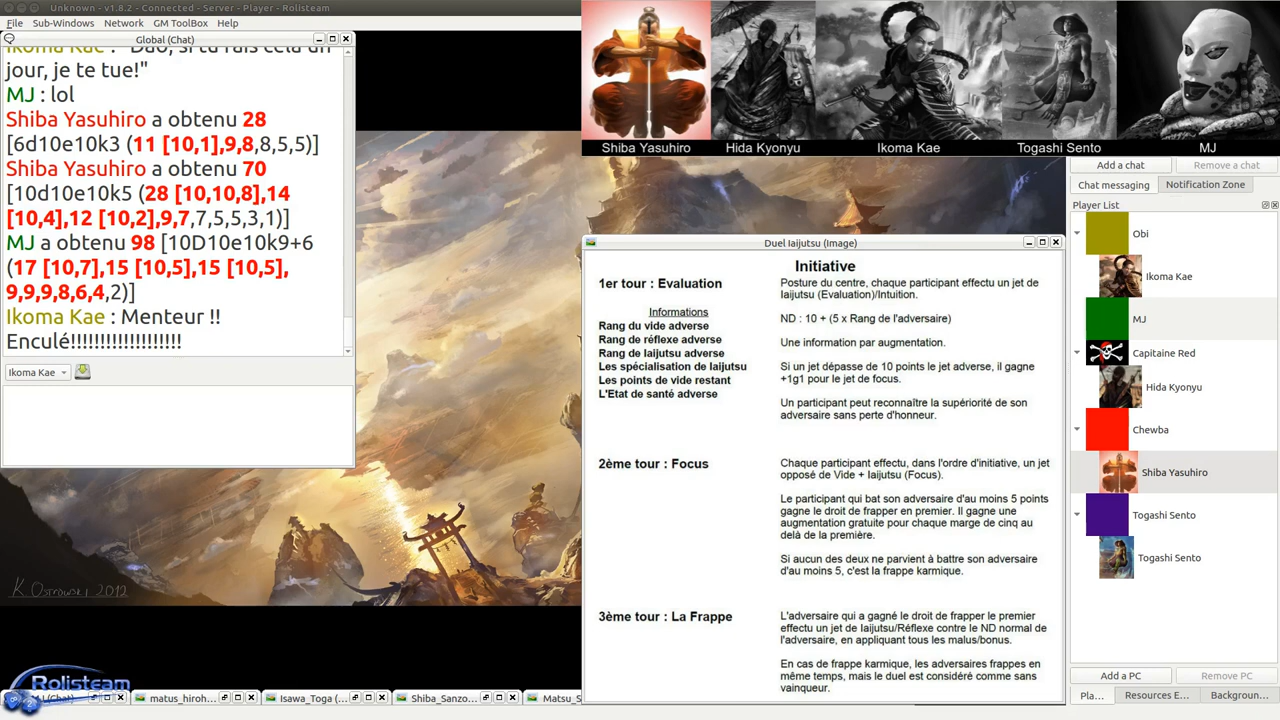 Unknown - v1.8.2 - Connected - Server - Player - Rolisteam
File Sub-Windows Network GM ToolBox Help
Global (Chat)
Ikoma Kae : "Dao, si tu fais cela un
jour, je te tue!"
MJ : lol
Shiba Yasuhiro a obtenu 28
[6d10e10k3 (11 [10,1],9,8,8,5,5)]
Shiba Yasuhiro a obtenu 70
[10d10e10k5 (28 [10,10,8],14
[10,4],12 [10,2],9,7,7,5,5,3,1)]
MJ a obtenu 98 [10D10e10k9+6
(17 [10,7],15 [10,5],15 [10,5],
9,9,9,8,6,4,2)]
Ikoma Kae : Menteur !!
Enculé!!!!!!!!!!!!!!!!!!!
Ikoma Kae
K OSTROWSKI 2012
Rolisteam
(Chat)
matus_hiroh...
Isawa_Toga (...
Shiba_Sanzo...
Matsu_S
Shiba Yasuhiro
Hida Kyonyu
Ikoma Kae
Togashi Sento
MJ
Duel Iaijutsu (Image)
Initiative
1er tour : Evaluation
Posture du centre, chaque participant effectu un jet de
Iaijutsu (Evaluation)/Intuition.
Informations
Rang du vide adverse
Rang de réflexe adverse
Rang de Iaijutsu adverse
Les spécialisation de Iaijutsu
Les points de vide restant
L'Etat de santé adverse
ND : 10 + (5 x Rang de l'adversaire)
Une information par augmentation.
Si un jet dépasse de 10 points le jet adverse, il gagne
+1g1 pour le jet de focus.
Un participant peut reconnaître la supériorité de son
adversaire sans perte d'honneur.
2ème tour : Focus
Chaque participant effectu, dans l'ordre d'initiative, un jet
opposé de Vide + Iaijutsu (Focus).
Le participant qui bat son adversaire d'au moins 5 points
gagne le droit de frapper en premier. Il gagne une
augmentation gratuite pour chaque marge de cinq au
delà de la première.
Si aucun des deux ne parvient à battre son adversaire
d'au moins 5, c'est la frappe karmique.
3ème tour : La Frappe
L'adversaire qui a gagné le droit de frapper le premier
effectu un jet de Iaijutsu/Réflexe contre le ND normal de
l'adversaire, en appliquant tous les malus/bonus.
En cas de frappe karmique, les adversaires frappes en
même temps, mais le duel est considéré comme sans
vainqueur.
Add a chat
Remove a chat
Chat messaging
Notification Zone
Player List
Obi
Ikoma Kae
MJ
Capitaine Red
Hida Kyonyu
Chewba
Shiba Yasuhiro
Togashi Sento
Togashi Sento
Add a PC
Remove PC
Pla...
Resources E...
Backgroun...